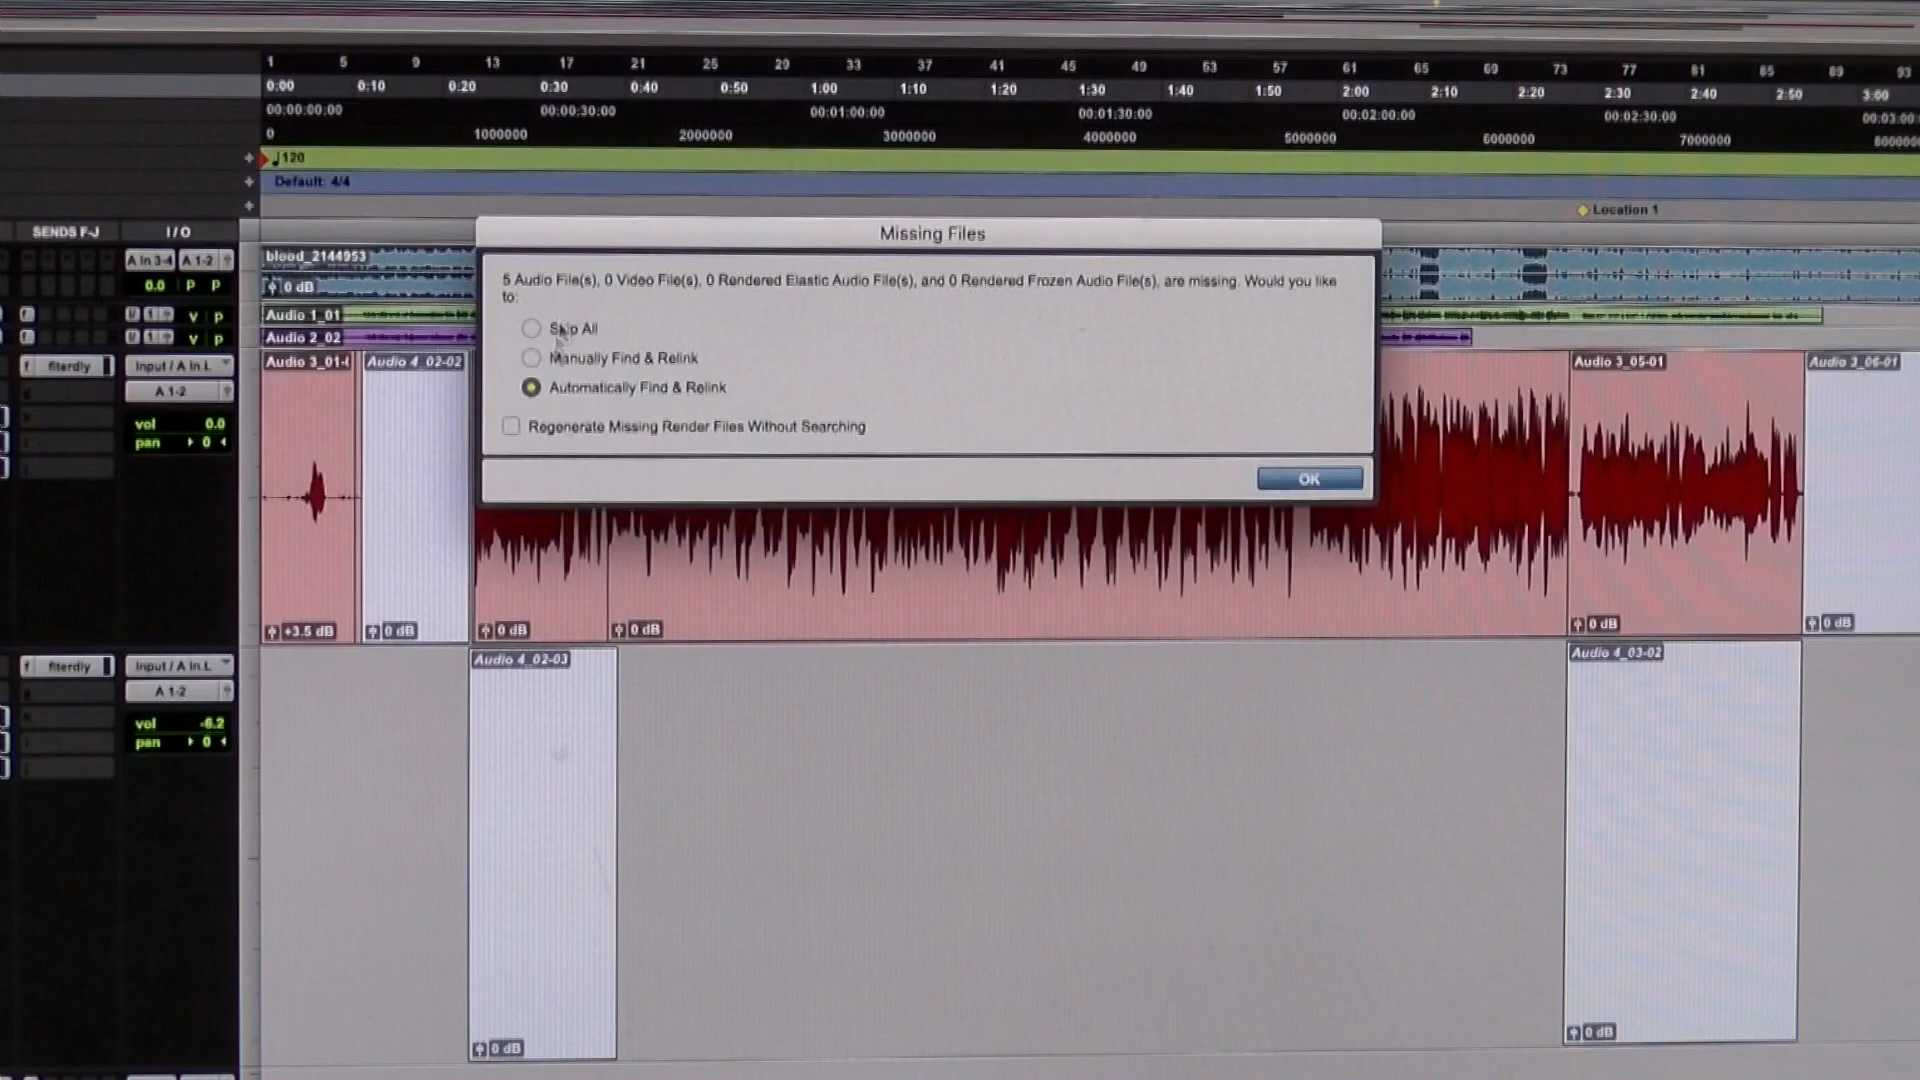 1 5 9 13 17 21 25 29 33 37 41 45 49 53 57 61 65 69 73 77 81 85 89 93
0:00 0:10 0:20 0:30 0:40 0:50 1:00 1:10 1:20 1:30 1:40 1:50 2:00 2:10 2:20 2:30 2:40 2:50 3:00
00:00:00:00 00:00:30:00 00:01:00:00 00:01:30:00 00:02:00:00 00:02:30:00 00:03:00:
0 1000000 2000000 3000000 4000000 5000000 6000000 7000000 800000
120
Default: 4/4
Location 1
SENDS F-J I/O
A In 3-4 A 1-2 blood_2144953
0.0 P P 0 dB
V P Audio 1_01
V P Audio 2_02
Missing Files
5 Audio File(s), 0 Video File(s), 0 Rendered Elastic Audio File(s), and 0 Rendered Frozen Audio File(s), are missing. Would you like
to:
Skip All
Manually Find & Relink
Automatically Find & Relink
Regenerate Missing Render Files Without Searching
OK
f fiterdly Input / A In L Audio 3_01- Audio 4_02-02 Audio 3_05-01 Audio 3_06-01
A 1-2
vol 0.0
pan 0
+3.5 dB 0 dB 0 dB 0 dB 0 dB 0 dB
f fiterdly Input / A In L Audio 4_02-03 Audio 4_03-02
A 1-2
vol -6.2
pan 0
0 dB 0 dB